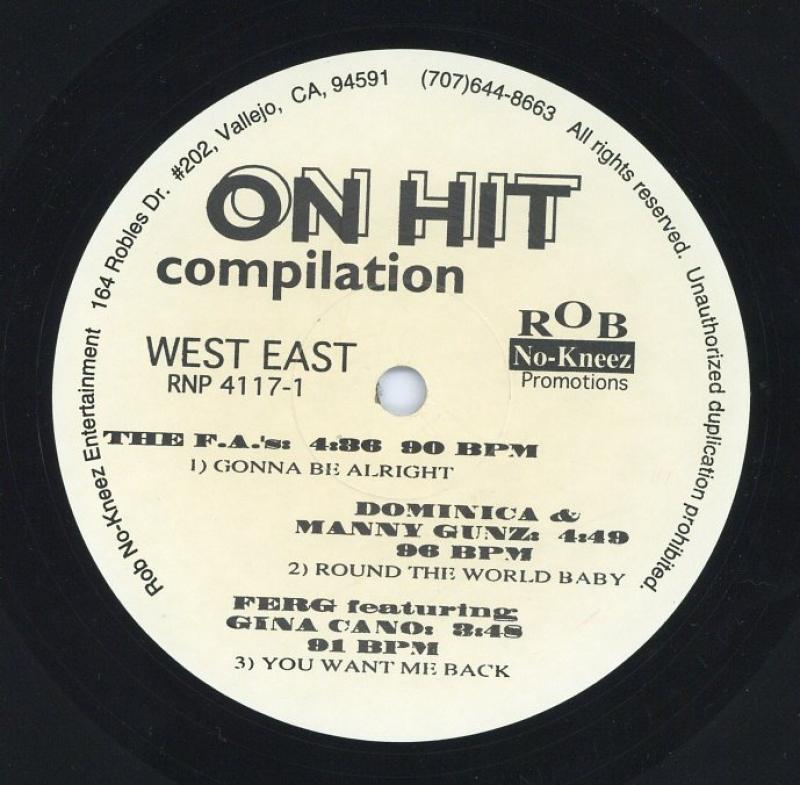 Rob No-Kneez Entertainment 164 Robles Dr. #202, Vallejo, CA, 94591 (707)644-8663 All rights reserved. Unauthorized duplication prohibited.
ON HIT
compilation
WEST EAST
RNP 4117-1
ROB
No-Kneez
Promotions
THE F.A.'s: 4:36 90 BPM
1) GONNA BE ALRIGHT
DOMINICA &
MANNY GUNZ: 4:49
96 BPM
2) ROUND THE WORLD BABY
FERG featuring
GINA CANO: 3:48
91 BPM
3) YOU WANT ME BACK